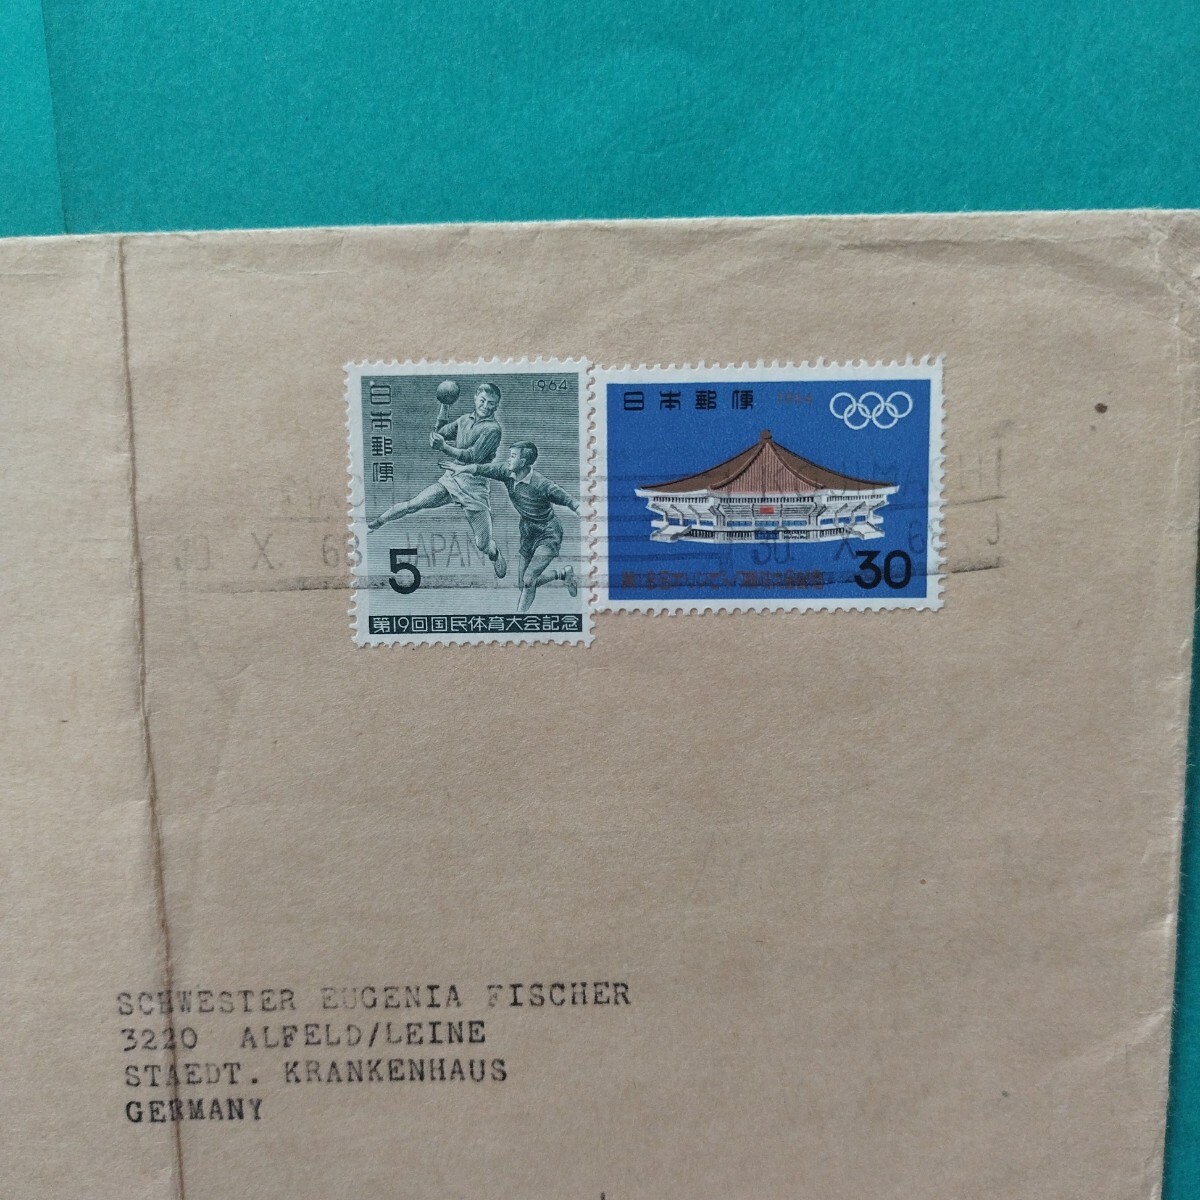 1964
日本郵便
5
第19回国民体育大会記念
日本郵便
30
X. 68 JAPAN
30. X. 68
SCHWESTER EUGENIA FISCHER
3220 ALFELD/LEINE
STAEDT. KRANKENHAUS
GERMANY